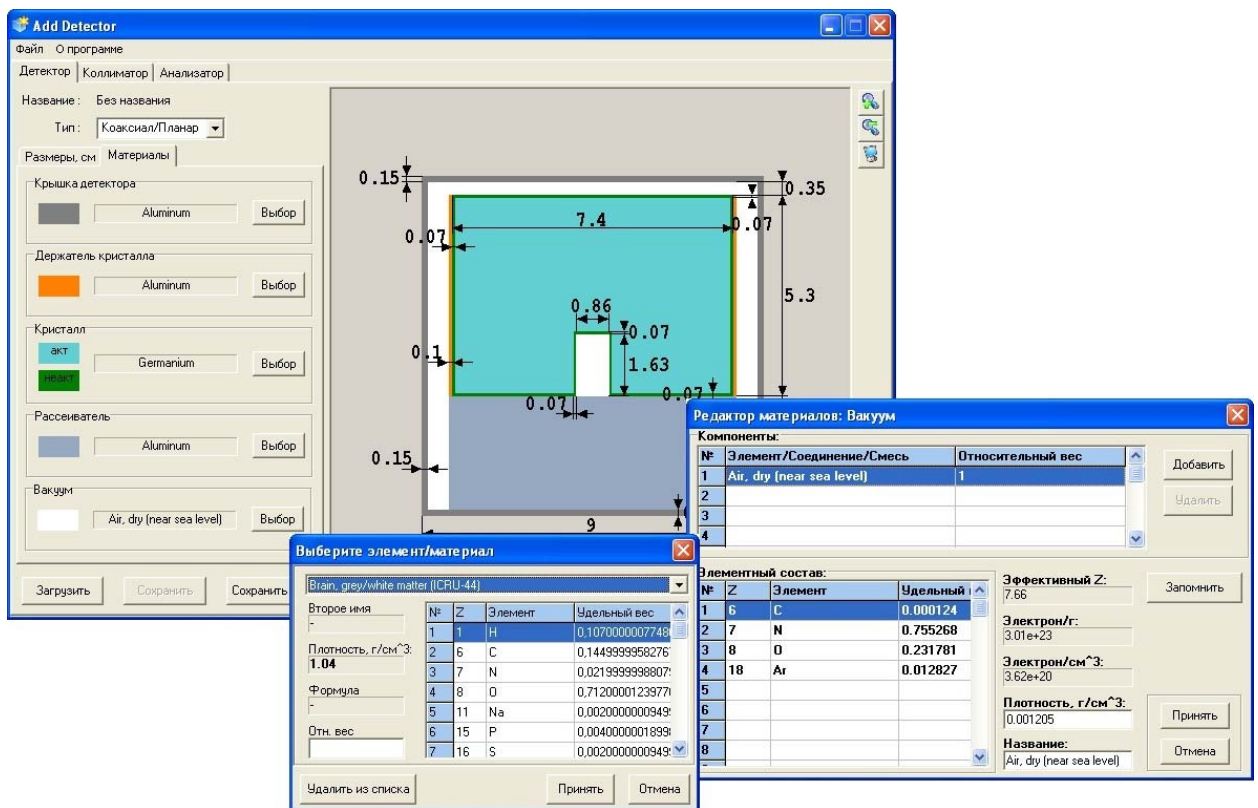 Add Detector
Файл О программе
Детектор Коллиматор Анализатор
Название : Без названия
Тип : Коаксиал/Планар
Размеры, см Материалы
Крышка детектора
Aluminum Выбор
Держатель кристалла
Aluminum Выбор
Кристалл
акт
Germanium Выбор
неакт
Рассеиватель
Aluminum Выбор
Вакуум
Air, dry (near sea level) Выбор
Загрузить Сохранить Сохранить
0.15
0.35
7.4
0.07
0.07
5.3
0.86
0.07
0.1
1.63
0.07
0.07
0.15
9
Редактор материалов: Вакуум
Компоненты:
№ Элемент/Соединение/Смесь Относительный вес
1 Air, dry (near sea level) 1
2
3
4
Добавить
Удалить
Элементный состав:
№ Z Элемент Удельный
1 6 C 0.000124
2 7 N 0.755268
3 8 O 0.231781
4 18 Ar 0.012827
5
6
7
8
Эффективный Z:
7.66
Электрон/г:
3.01e+23
Электрон/см^3:
3.62e+20
Плотность, г/см^3:
0.001205
Название:
Air, dry (near sea level)
Запомнить
Принять
Отмена
Выберите элемент/материал
Brain, grey/white matter (ICRU-44)
Второе имя
-
Плотность, г/см^3:
1.04
Формула
-
Отн. вес
№ Z Элемент Удельный вес
1 1 H 0,1070000007748
2 6 C 0,1449999958276
3 7 N 0,0219999998807
4 8 O 0,7120000123977
5 11 Na 0,0020000000949
6 15 P 0,0040000001899
7 16 S 0,0020000000949
Удалить из списка Принять Отмена